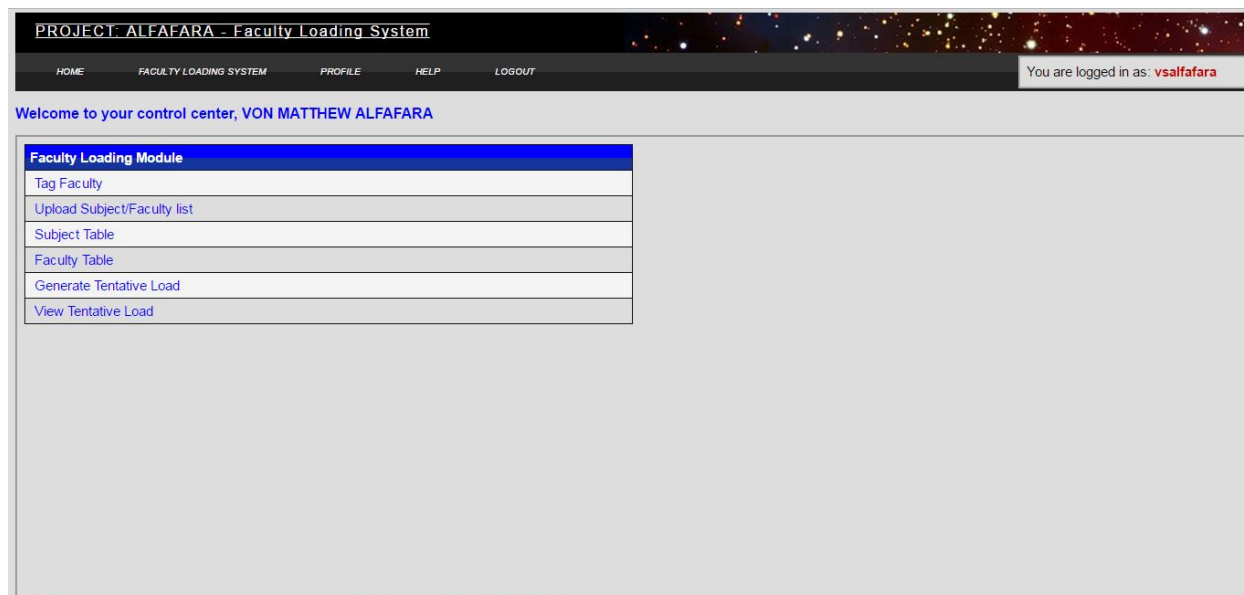 PROJECT: ALFAFARA - Faculty Loading System
HOME FACULTY LOADING SYSTEM PROFILE HELP LOGOUT
You are logged in as: vsalfafara
Welcome to your control center, VON MATTHEW ALFAFARA
Faculty Loading Module
Tag Faculty
Upload Subject/Faculty list
Subject Table
Faculty Table
Generate Tentative Load
View Tentative Load